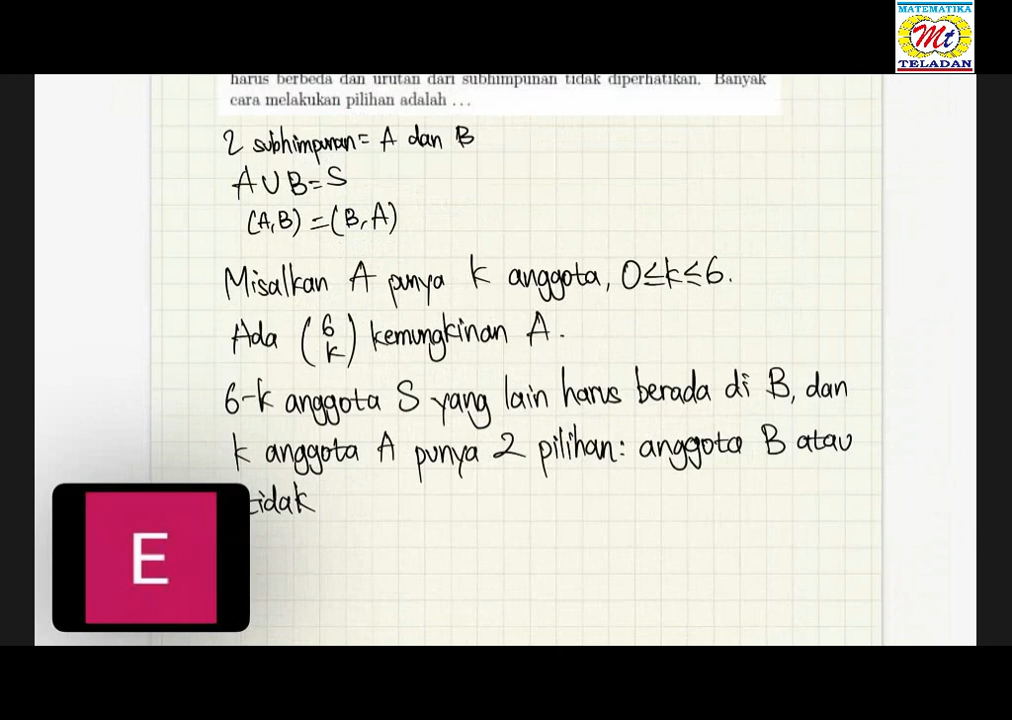 MATEMATIKA
Mt
TELADAN
harus berbeda dan urutan dari subhimpunan tidak diperhatikan. Banyak
cara melakukan pilihan adalah ...
2 subhimpunan = A dan B
A ∪ B = S
(A, B) = (B, A)
Misalkan A punya k anggota, 0 ≤ k ≤ 6.
Ada (6 k) kemungkinan A.
6-k anggota S yang lain harus berada di B, dan
k anggota A punya 2 pilihan: anggota B atau
tidak
E